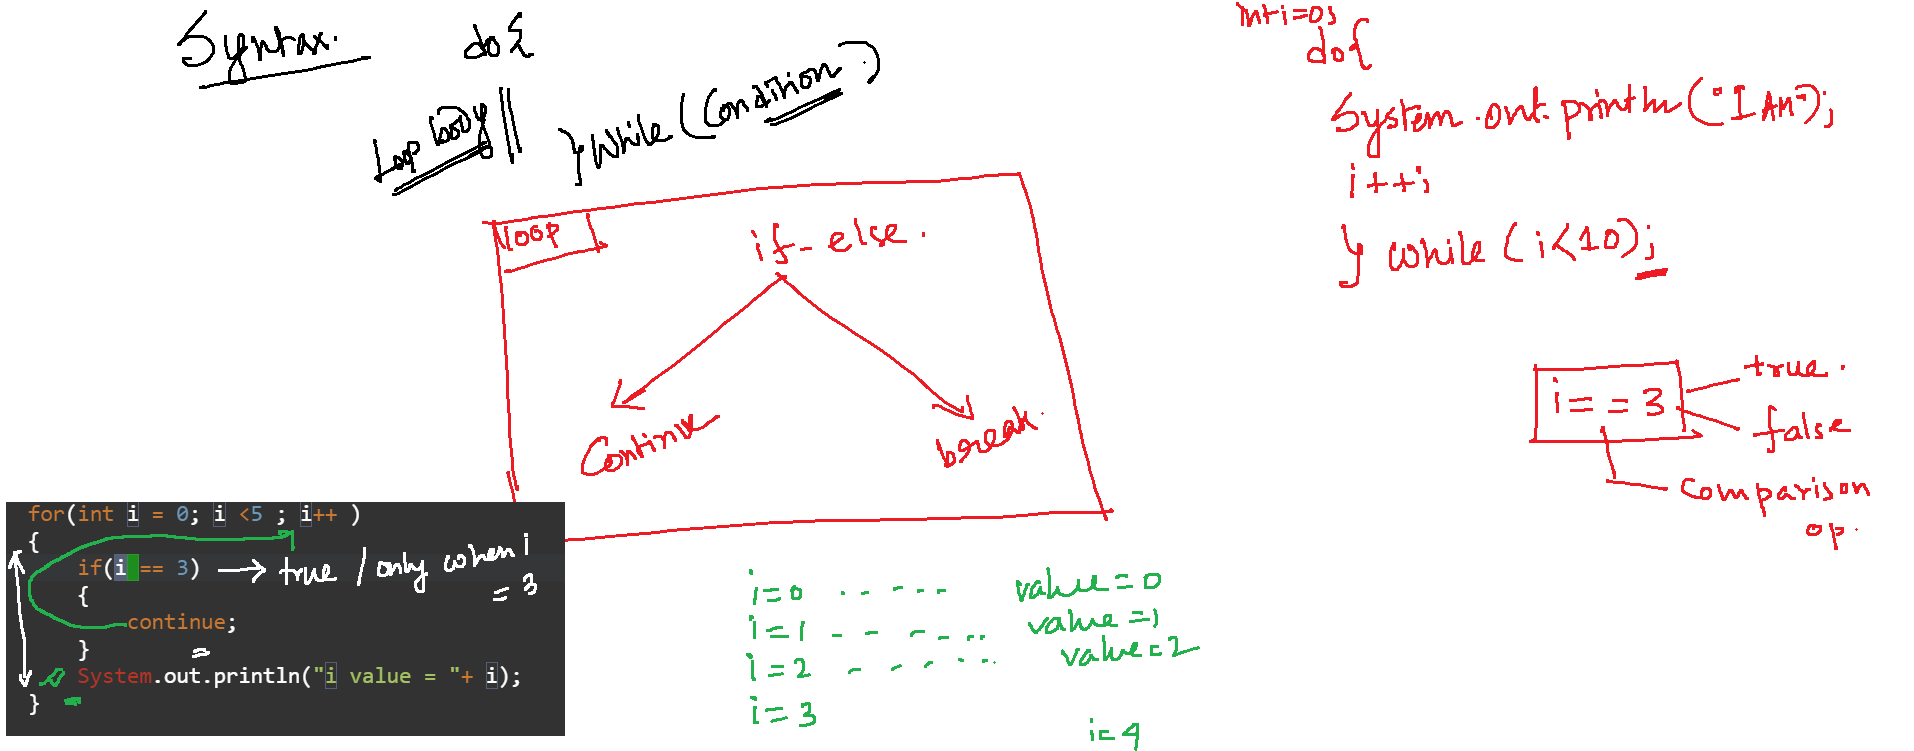 Syntax.
do{
Loop body
} while (Condition)
int i=0;
do{
System.out.println("I AM");
i++;
} while (i<10);
loop
if-else.
Continue
break.
i==3
true.
false
Comparison
op.
for(int i = 0; i <5 ; i++ )
{
if(i == 3) → true / only when i
= 3
{
continue;
}
System.out.println("i value = "+ i);
}
i=0 ----- value=0
i=1 ----- value=1
i=2 ----- value=2
i=3
i=4